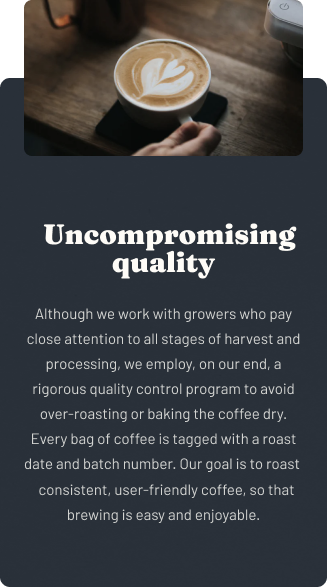 Uncompromising
quality
Although we work with growers who pay
close attention to all stages of harvest and
processing, we employ, on our end, a
rigorous quality control program to avoid
over-roasting or baking the coffee dry.
Every bag of coffee is tagged with a roast
date and batch number. Our goal is to roast
consistent, user-friendly coffee, so that
brewing is easy and enjoyable.